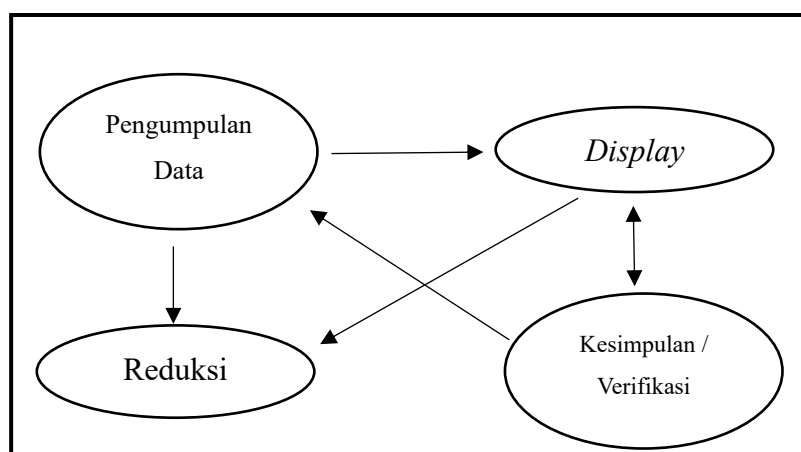 Pengumpulan
Data
Display
Reduksi
Kesimpulan /
Verifikasi